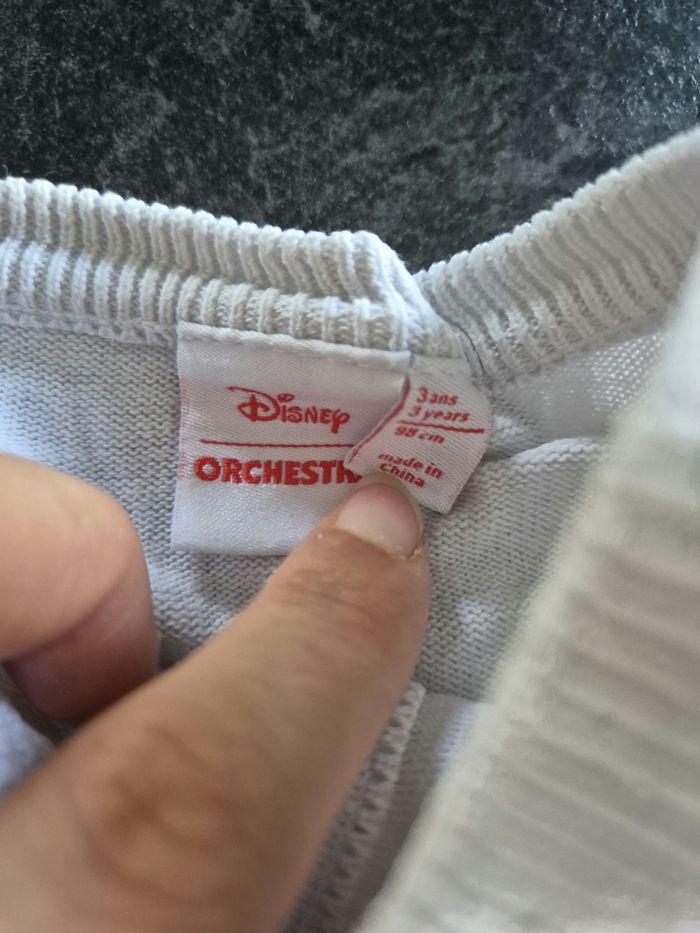 Disney
ORCHESTR
3 ans
3 years
98 cm
made in
China